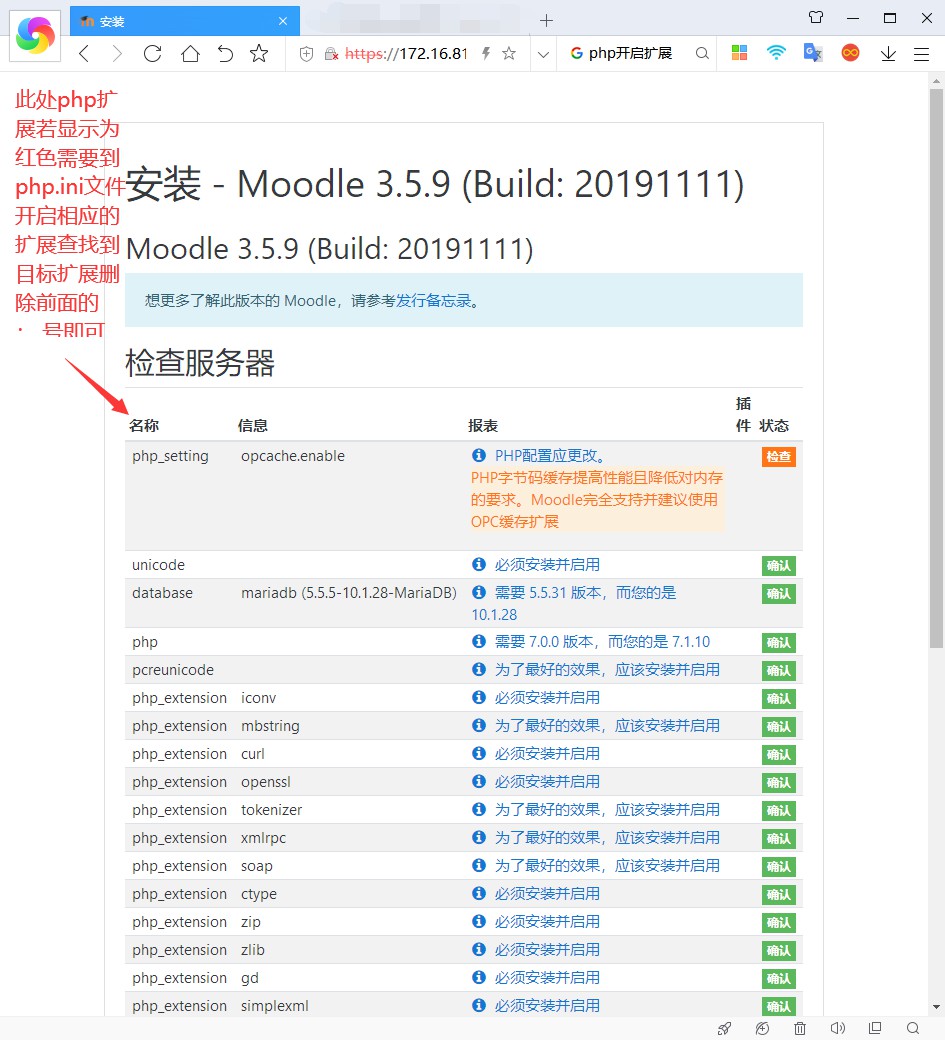 安装
https://172.16.81
php开启扩展
此处php扩
展若显示为
红色需要到
php.ini文件
开启相应的
扩展查找到
目标扩展删
除前面的
; 号即可
安装 - Moodle 3.5.9 (Build: 20191111)
Moodle 3.5.9 (Build: 20191111)
想更多了解此版本的 Moodle，请参考发行备忘录。
检查服务器
名称 信息 报表 插件 状态
php_setting opcache.enable PHP配置应更改。 检查
PHP字节码缓存提高性能且降低对内存
的要求。Moodle完全支持并建议使用
OPC缓存扩展
unicode 必须安装并启用 确认
database mariadb (5.5.5-10.1.28-MariaDB) 需要 5.5.31 版本，而您的是 确认
10.1.28
php 需要 7.0.0 版本，而您的是 7.1.10 确认
pcreunicode 为了最好的效果，应该安装并启用 确认
php_extension iconv 必须安装并启用 确认
php_extension mbstring 为了最好的效果，应该安装并启用 确认
php_extension curl 必须安装并启用 确认
php_extension openssl 必须安装并启用 确认
php_extension tokenizer 为了最好的效果，应该安装并启用 确认
php_extension xmlrpc 为了最好的效果，应该安装并启用 确认
php_extension soap 为了最好的效果，应该安装并启用 确认
php_extension ctype 必须安装并启用 确认
php_extension zip 必须安装并启用 确认
php_extension zlib 必须安装并启用 确认
php_extension gd 必须安装并启用 确认
php_extension simplexml 必须安装并启用 确认